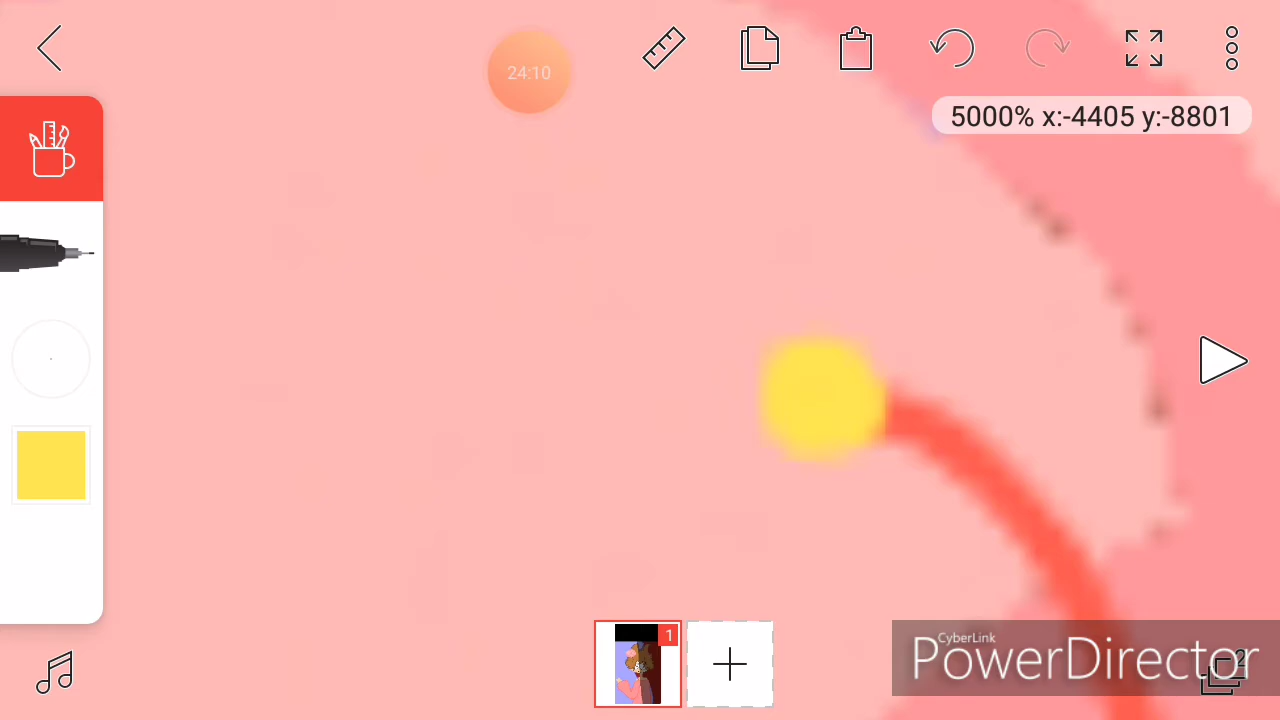 24:10
5000% x:-4405 y:-8801
1
2
CyberLink
PowerDirector